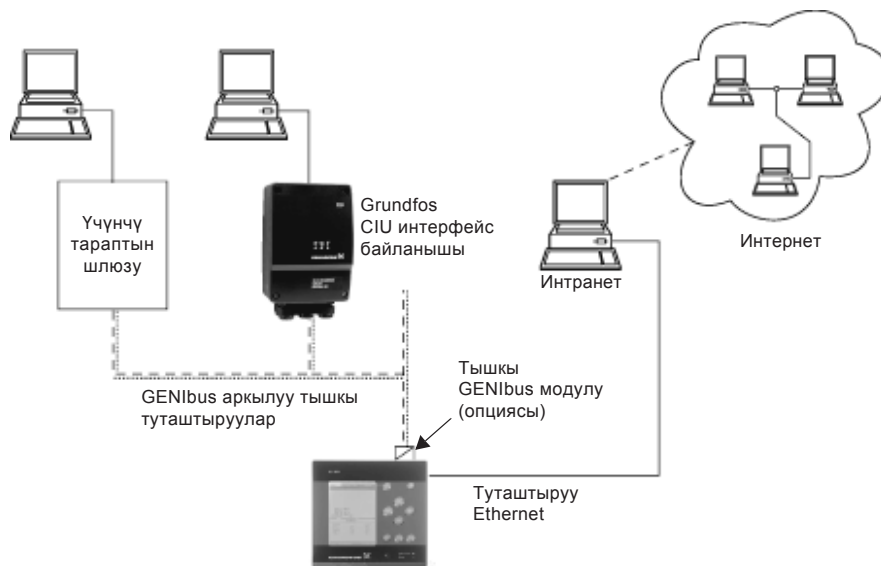 Үчүнчү
тараптын
шлюзу
Grundfos
CIU интерфейс
байланышы
Интернет
Интранет
GENIbus аркылуу тышкы
туташтыруулар
Тышкы
GENIbus модулу
(опциясы)
Туташтыруу
Ethernet